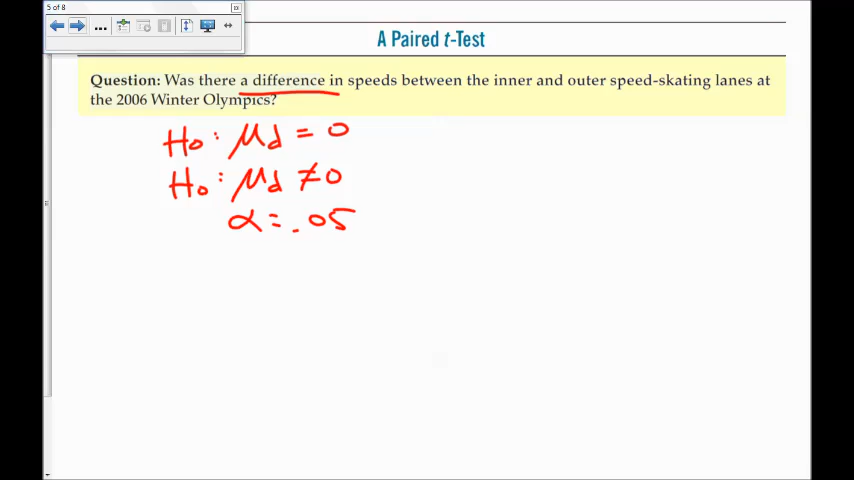 5 of 8
A Paired t-Test
Question: Was there a difference in speeds between the inner and outer speed-skating lanes at
the 2006 Winter Olympics?
Ho: μd = 0
Ho: μd ≠ 0
α = .05